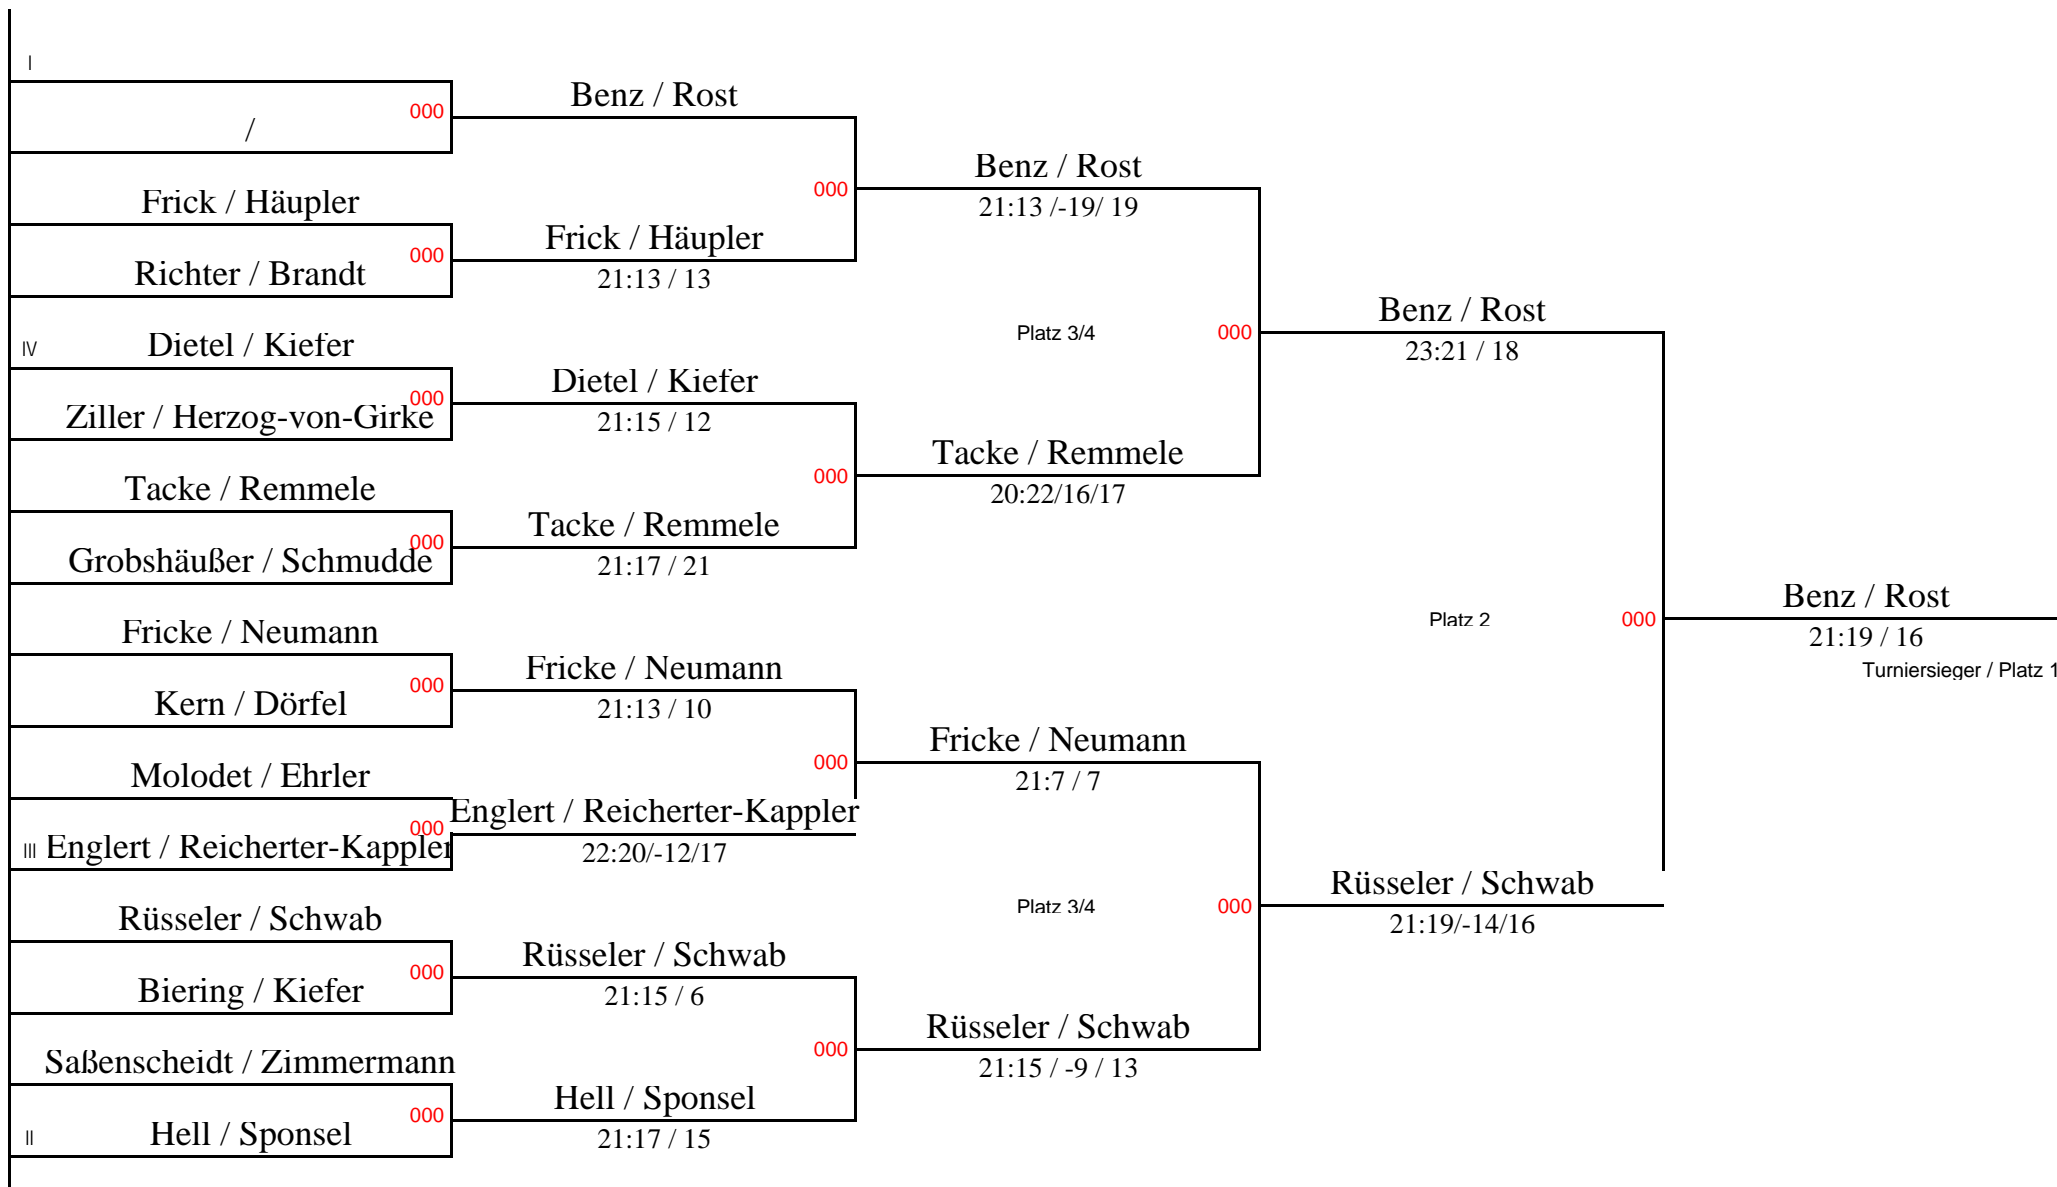 I
Benz / Rost
000
/
Benz / Rost
Frick / Häupler
000
21:13 /-19/ 19
Frick / Häupler
000
Richter / Brandt
21:13 / 13
Benz / Rost
IV
Dietel / Kiefer
Platz 3/4
000
23:21 / 18
Dietel / Kiefer
000
Ziller / Herzog-von-Girke
21:15 / 12
Tacke / Remmele
Tacke / Remmele
000
20:22/16/17
Tacke / Remmele
000
Grobshäußer / Schmudde
21:17 / 21
Benz / Rost
Fricke / Neumann
Platz 2
000
21:19 / 16
Turniersieger / Platz 1
Fricke / Neumann
000
Kern / Dörfel
21:13 / 10
Fricke / Neumann
Molodet / Ehrler
000
21:7 / 7
Englert / Reicherter-Kappler
000
III
Englert / Reicherter-Kappler
22:20/-12/17
Rüsseler / Schwab
Rüsseler / Schwab
Platz 3/4
000
21:19/-14/16
Rüsseler / Schwab
000
Biering / Kiefer
21:15 / 6
Rüsseler / Schwab
Saßenscheidt / Zimmermann
000
21:15 / -9 / 13
Hell / Sponsel
000
II
Hell / Sponsel
21:17 / 15